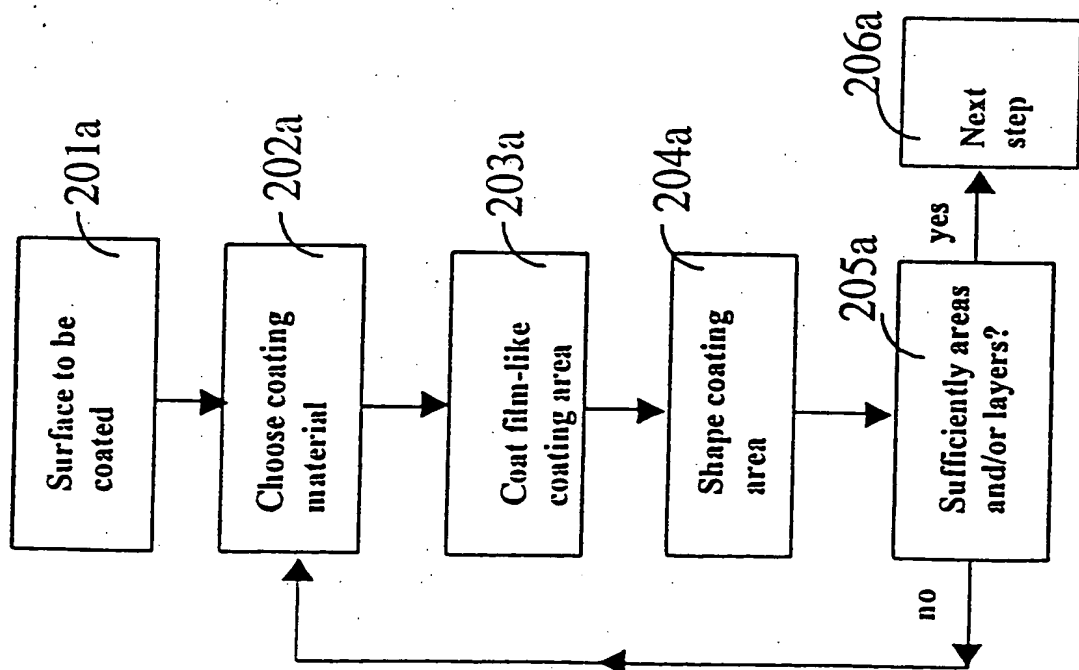 Surface to be
coated
201a
Choose coating
material
202a
Coat film-like
coating area
203a
Shape coating
area
204a
Sufficiently areas
and/or layers?
205a
no
yes
Next
step
206a